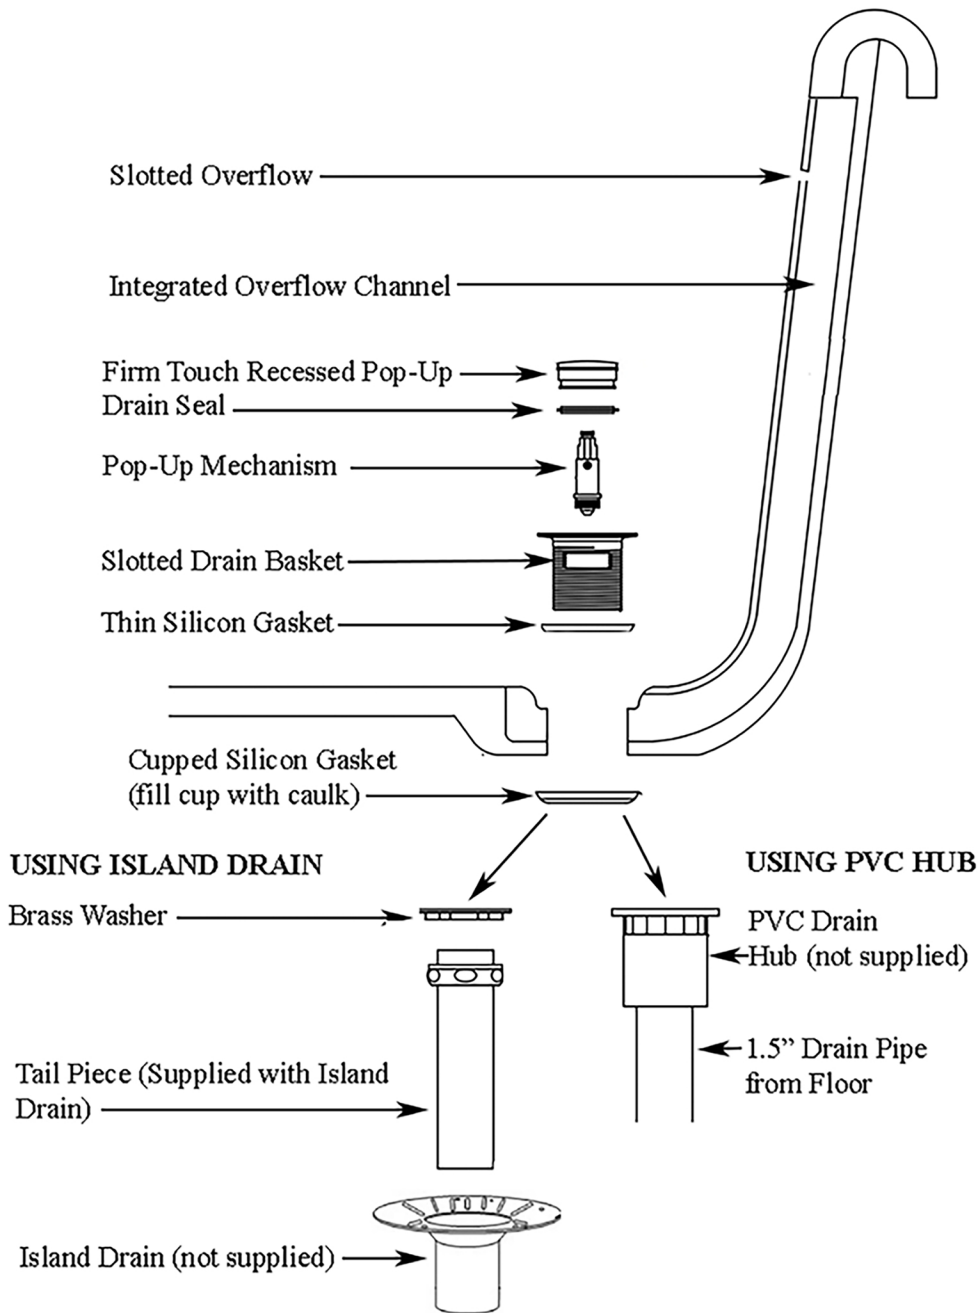 Slotted Overflow
Integrated Overflow Channel
Firm Touch Recessed Pop-Up
Drain Seal
Pop-Up Mechanism
Slotted Drain Basket
Thin Silicon Gasket
Cupped Silicon Gasket
(fill cup with caulk)
USING ISLAND DRAIN
Brass Washer
Tail Piece (Supplied with Island
Drain)
Island Drain (not supplied)
USING PVC HUB
PVC Drain
Hub (not supplied)
1.5” Drain Pipe
from Floor